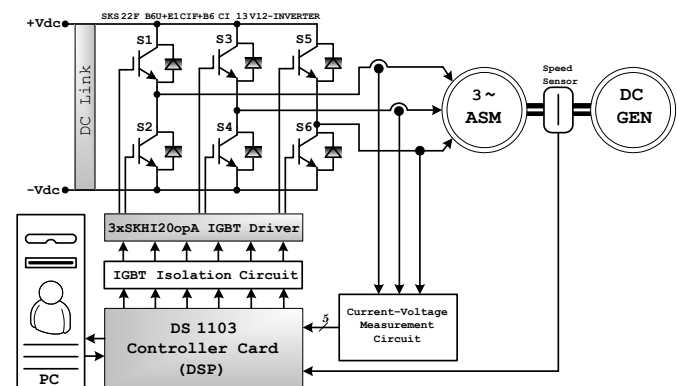 SKS 22F B6U+E1CIF+B6 CI 13 V12-INVERTER
+Vdc
DC Link
S1
S3
S5
S2
S4
S6
-Vdc
3 ~
ASM
Speed
Sensor
DC
GEN
3xSKHI20opA IGBT Driver
IGBT Isolation Circuit
DS 1103
Controller Card
(DSP)
5
Current-Voltage
Measurement
Circuit
PC